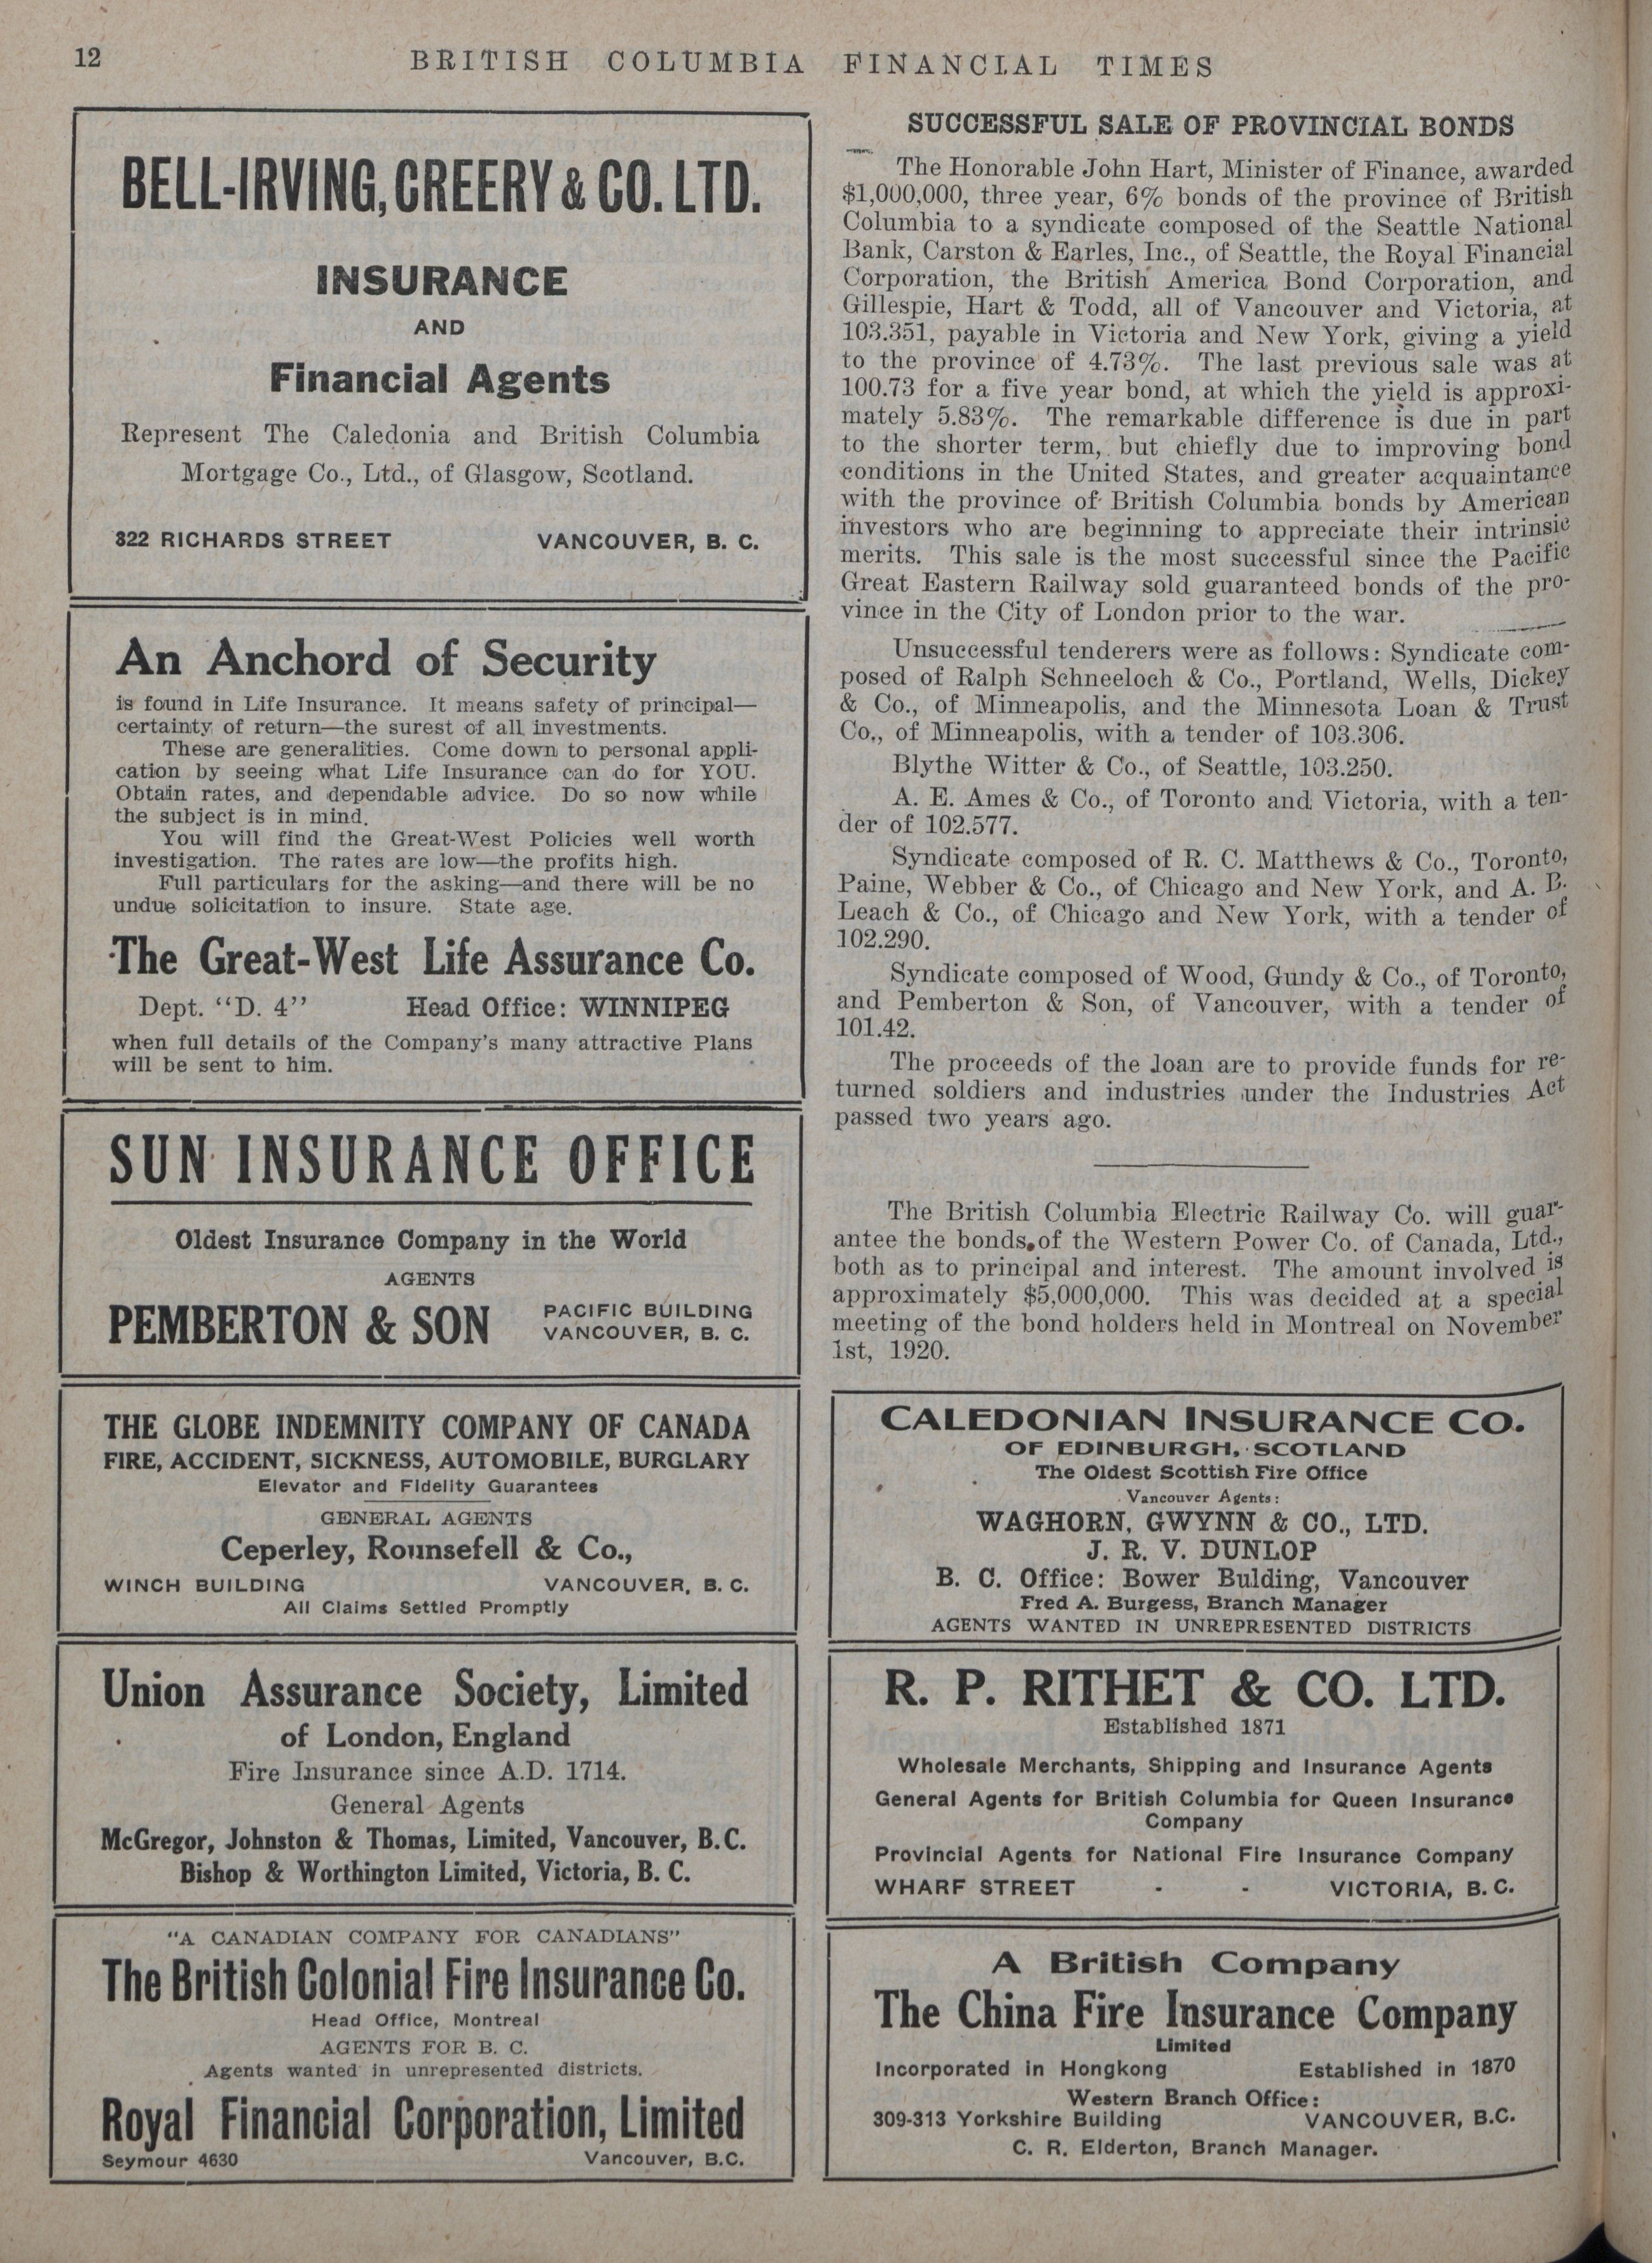 12
BRITISH COLUMBIA FINANCIAL TIMES
BELL-IRVING, CREERY & CO. LTD.
INSURANCE
AND
Financial Agents
Represent The Caledonia and British Columbia
Mortgage Co., Ltd., of Glasgow, Scotland.
322 RICHARDS STREET VANCOUVER, B. C.
An Anchord of Security
is found in Life Insurance. It means safety of principal—
certainty of return—the surest of all investments.
These are generalities. Come down to personal appli-
cation by seeing what Life Insurance can do for YOU.
Obtain rates, and dependable advice. Do so now while
the subject is in mind.
You will find the Great-West Policies well worth
investigation. The rates are low—the profits high.
Full particulars for the asking—and there will be no
undue solicitation to insure. State age.
The Great-West Life Assurance Co.
Dept. "D. 4" Head Office: WINNIPEG
when full details of the Company's many attractive Plans
will be sent to him.
SUN INSURANCE OFFICE
Oldest Insurance Company in the World
AGENTS
PEMBERTON & SON
PACIFIC BUILDING
VANCOUVER, B. C.
THE GLOBE INDEMNITY COMPANY OF CANADA
FIRE, ACCIDENT, SICKNESS, AUTOMOBILE, BURGLARY
Elevator and Fidelity Guarantees
GENERAL AGENTS
Ceperley, Rounsefell & Co.,
WINCH BUILDING VANCOUVER, B. C.
All Claims Settled Promptly
Union Assurance Society, Limited
of London, England
Fire Insurance since A.D. 1714.
General Agents
McGregor, Johnston & Thomas, Limited, Vancouver, B.C.
Bishop & Worthington Limited, Victoria, B. C.
"A CANADIAN COMPANY FOR CANADIANS"
The British Colonial Fire Insurance Co.
Head Office, Montreal
AGENTS FOR B. C.
Agents wanted in unrepresented districts.
Royal Financial Corporation, Limited
Seymour 4630 Vancouver, B.C.
SUCCESSFUL SALE OF PROVINCIAL BONDS
The Honorable John Hart, Minister of Finance, awarded
$1,000,000, three year, 6% bonds of the province of British
Columbia to a syndicate composed of the Seattle National
Bank, Carston & Earles, Inc., of Seattle, the Royal Financial
Corporation, the British America Bond Corporation, and
Gillespie, Hart & Todd, all of Vancouver and Victoria, at
103.351, payable in Victoria and New York, giving a yield
to the province of 4.73%. The last previous sale was at
100.73 for a five year bond, at which the yield is approxi-
mately 5.83%. The remarkable difference is due in part
to the shorter term, but chiefly due to improving bond
conditions in the United States, and greater acquaintance
with the province of British Columbia bonds by American
investors who are beginning to appreciate their intrinsic
merits. This sale is the most successful since the Pacific
Great Eastern Railway sold guaranteed bonds of the pro-
vince in the City of London prior to the war.
Unsuccessful tenderers were as follows: Syndicate com-
posed of Ralph Schneeloch & Co., Portland, Wells, Dickey
& Co., of Minneapolis, and the Minnesota Loan & Trust
Co., of Minneapolis, with a tender of 103.306.
Blythe Witter & Co., of Seattle, 103.250.
A. E. Ames & Co., of Toronto and Victoria, with a ten-
der of 102.577.
Syndicate composed of R. C. Matthews & Co., Toronto,
Paine, Webber & Co., of Chicago and New York, and A. B.
Leach & Co., of Chicago and New York, with a tender of
102.290.
Syndicate composed of Wood, Gundy & Co., of Toronto,
and Pemberton & Son, of Vancouver, with a tender of
101.42.
The proceeds of the loan are to provide funds for re-
turned soldiers and industries under the Industries Act
passed two years ago.
The British Columbia Electric Railway Co. will guar-
antee the bonds of the Western Power Co. of Canada, Ltd.,
both as to principal and interest. The amount involved is
approximately $5,000,000. This was decided at a special
meeting of the bond holders held in Montreal on November
1st, 1920.
CALEDONIAN INSURANCE CO.
OF EDINBURGH, SCOTLAND
The Oldest Scottish Fire Office
Vancouver Agents:
WAGHORN, GWYNN & CO., LTD.
J. R. V. DUNLOP
B. C. Office: Bower Bulding, Vancouver
Fred A. Burgess, Branch Manager
AGENTS WANTED IN UNREPRESENTED DISTRICTS
R. P. RITHET & CO. LTD.
Established 1871
Wholesale Merchants, Shipping and Insurance Agents
General Agents for British Columbia for Queen Insurance
Company
Provincial Agents for National Fire Insurance Company
WHARF STREET - - VICTORIA, B. C.
A British Company
The China Fire Insurance Company
Limited
Incorporated in Hongkong Established in 1870
Western Branch Office:
309-313 Yorkshire Building VANCOUVER, B.C.
C. R. Elderton, Branch Manager.